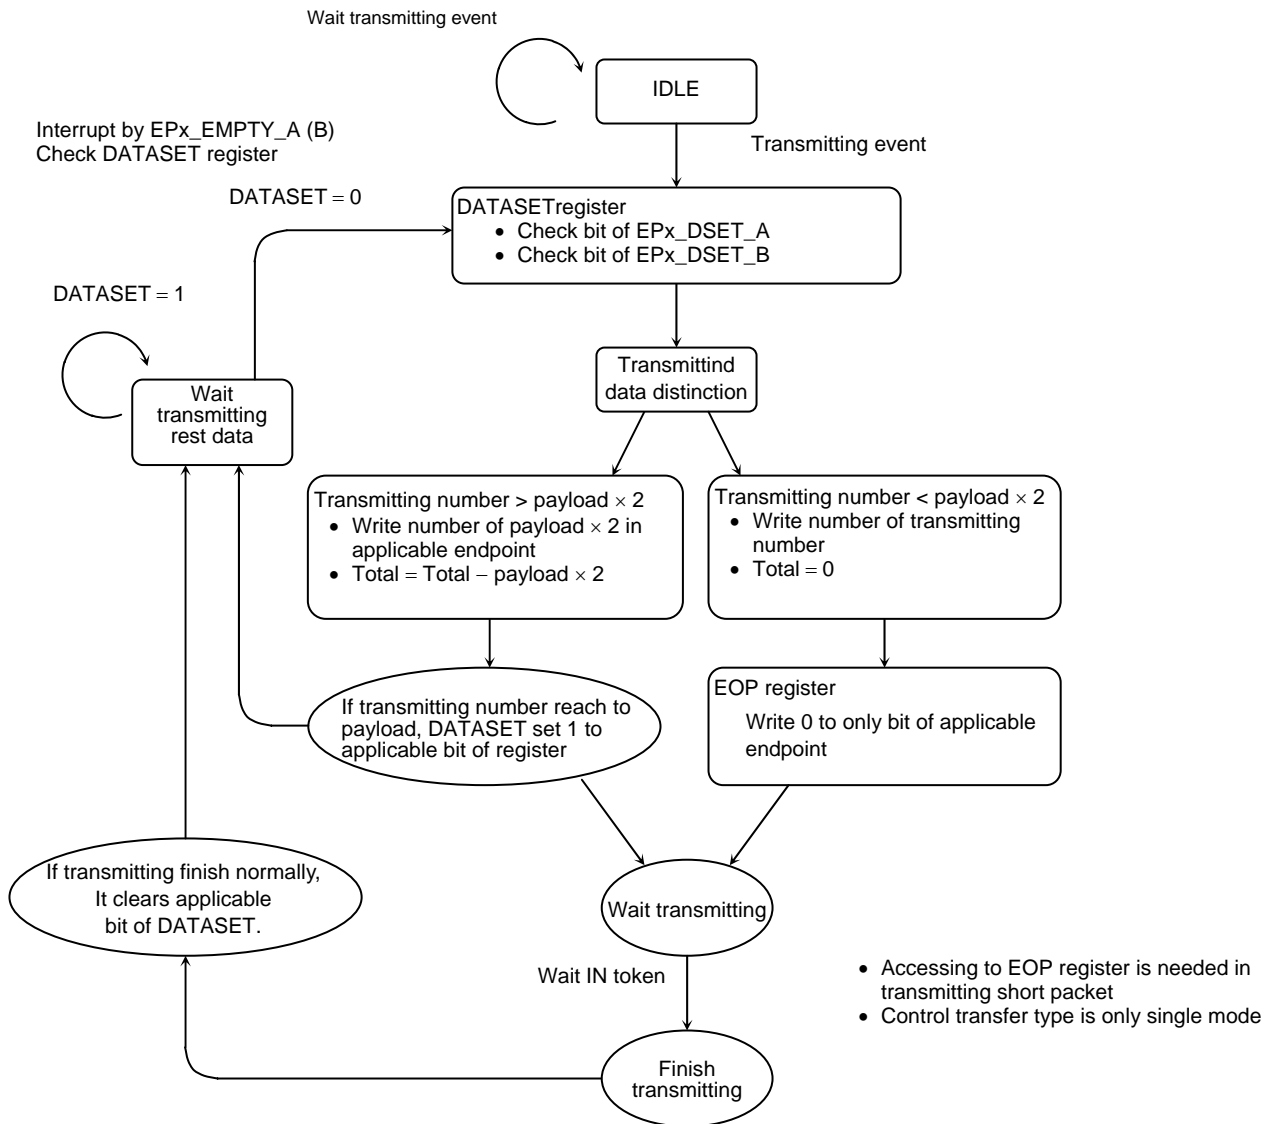 Wait transmitting event
IDLE
Interrupt by EPx_EMPTY_A (B)
Check DATASET register
Transmitting event
DATASET = 0
DATASETregister
• Check bit of EPx_DSET_A
• Check bit of EPx_DSET_B
DATASET = 1
Transmittind
data distinction
Wait
transmitting
rest data
Transmitting number > payload × 2
• Write number of payload × 2 in
applicable endpoint
• Total = Total − payload × 2
Transmitting number < payload × 2
• Write number of transmitting
number
• Total = 0
If transmitting number reach to
payload, DATASET set 1 to
applicable bit of register
EOP register
Write 0 to only bit of applicable
endpoint
If transmitting finish normally,
It clears applicable
bit of DATASET.
Wait transmitting
Wait IN token
• Accessing to EOP register is needed in
transmitting short packet
• Control transfer type is only single mode
Finish
transmitting